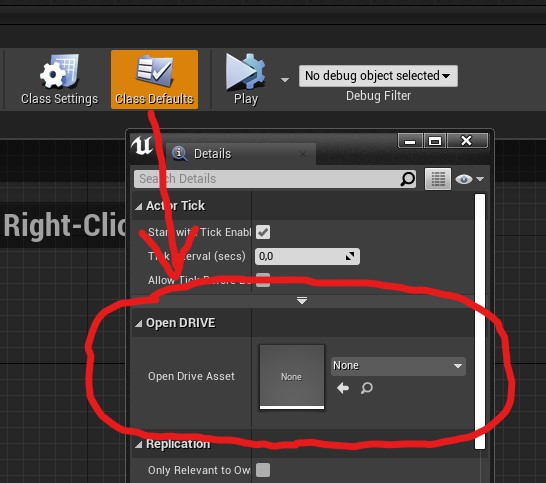 Class Settings
Class Defaults
Play
No debug object selected
Debug Filter
Details
Search Details
Right-Clic
Actor Tick
Start with Tick Enabl
Tick Interval (secs)
0,0
Allow Tick Before Be
Open DRIVE
Open Drive Asset
None
None
Replication
Only Relevant to Ow